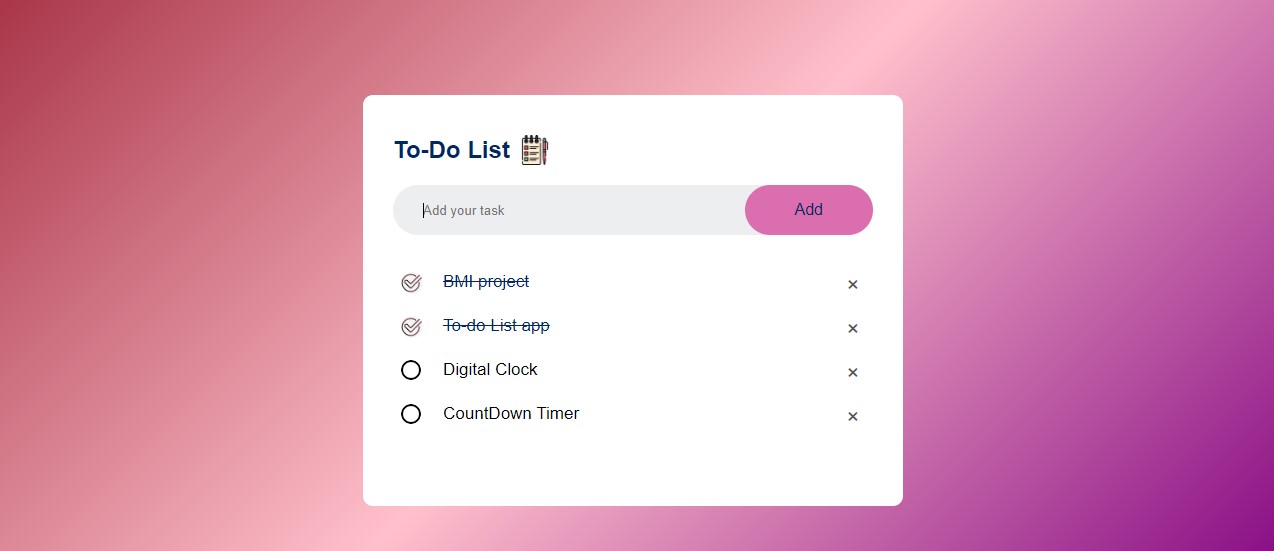 To-Do List
Add your task
Add
BMI project
×
To-do List app
×
Digital Clock
×
CountDown Timer
×